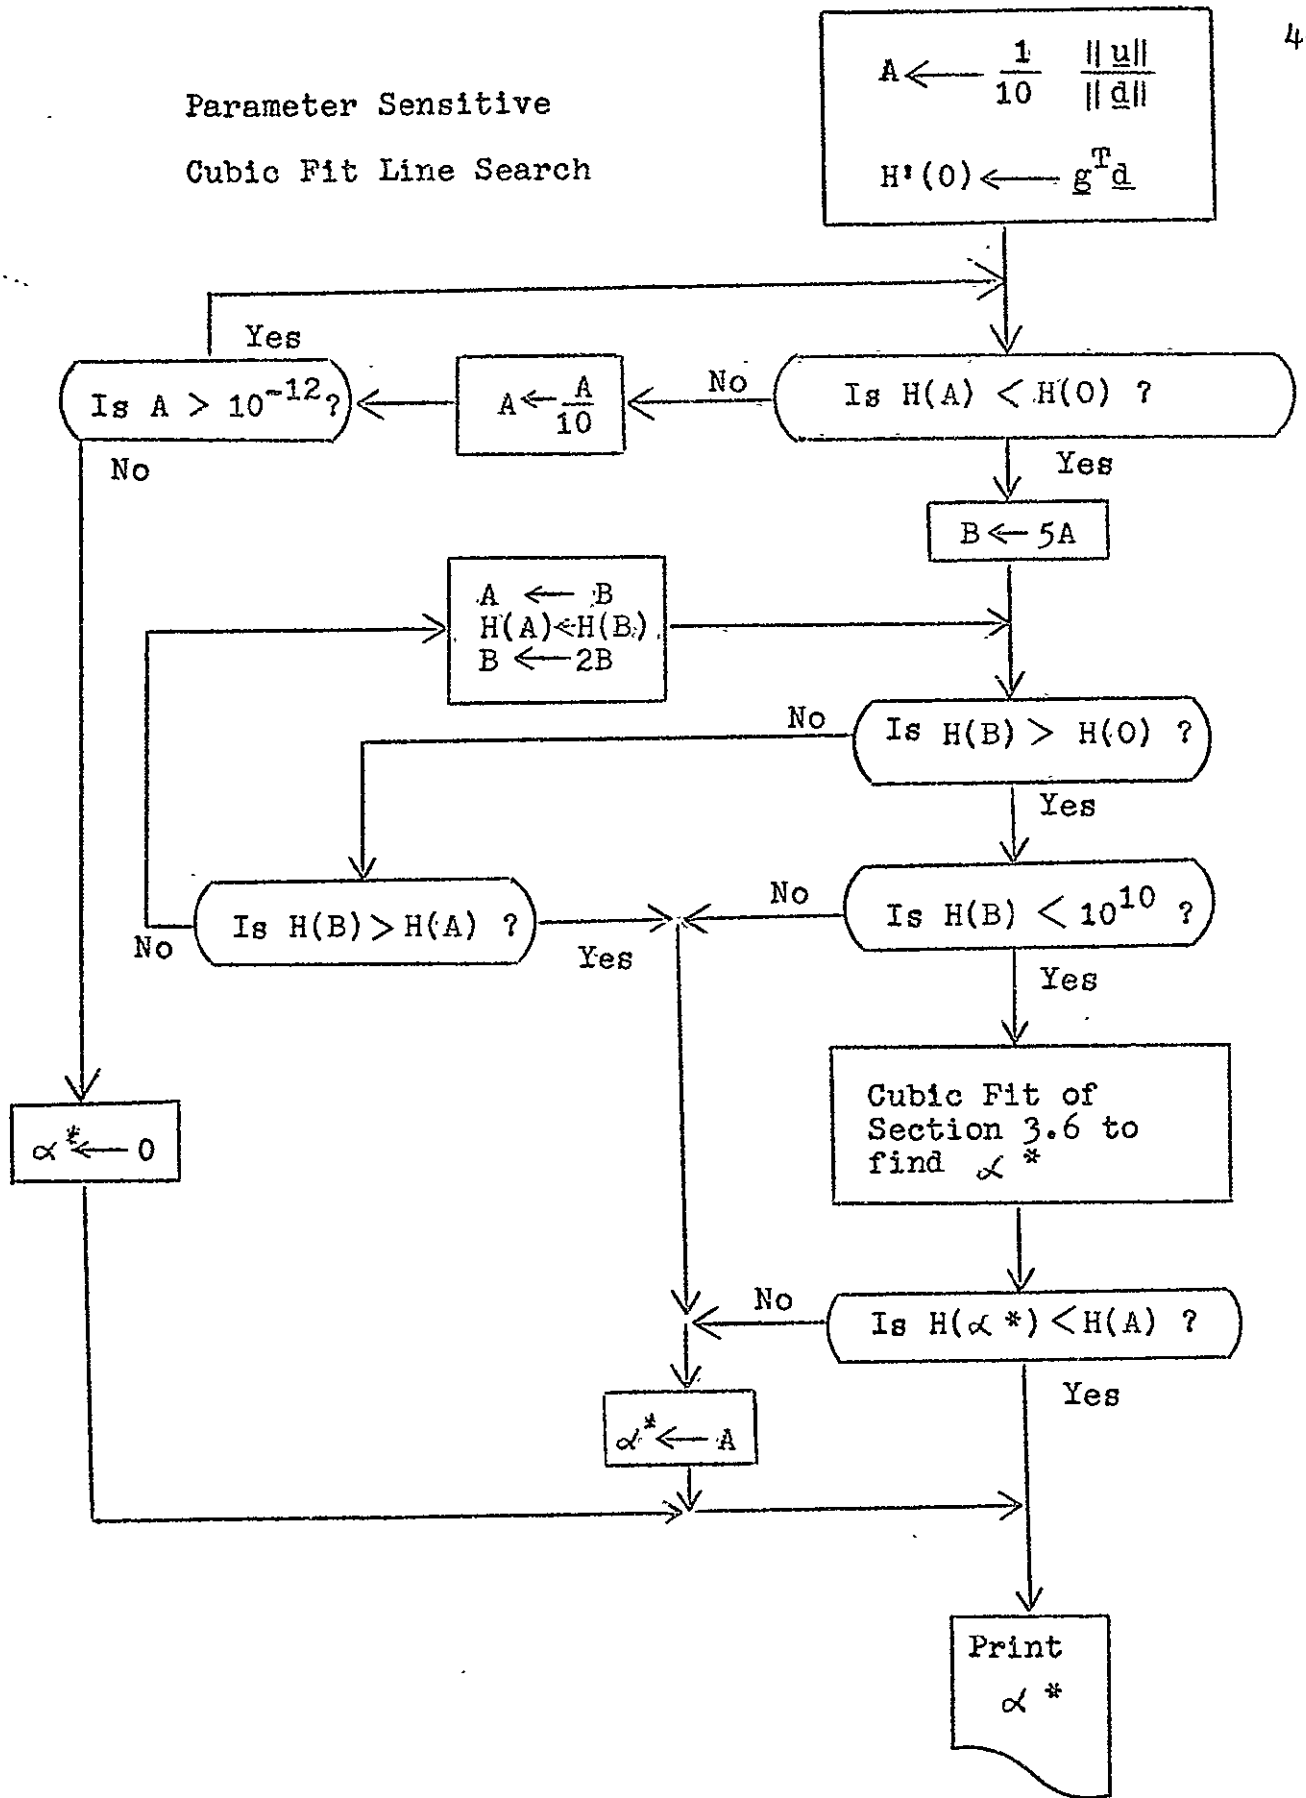 4
Parameter Sensitive
Cubic Fit Line Search
A ← 1/10 ||u||/||d||
H'(0) ← g^T d
Yes
Is A > 10^-12?
No
A ← A/10
No
Is H(A) < H(0) ?
Yes
B ← 5A
A ← B
H(A)←H(B)
B ← 2B
No
Is H(B) > H(0) ?
Yes
Is H(B) > H(A) ?
No
Yes
No
Is H(B) < 10^10 ?
Yes
α* ← 0
Cubic Fit of
Section 3.6 to
find α *
No
Is H(α *) < H(A) ?
Yes
α* ← A
Print
α *